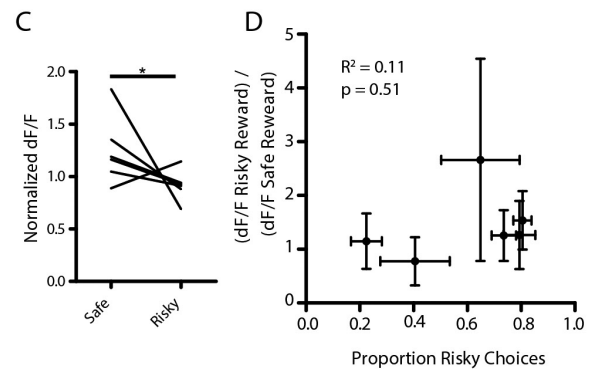 C
D
*
2.0
1.5
1.0
0.5
0.0
Normalized dF/F
Safe
Risky
R² = 0.11
p = 0.51
5
4
3
2
1
0
(dF/F Risky Reward) /
(dF/F Safe Reweard)
0.0
0.2
0.4
0.6
0.8
1.0
Proportion Risky Choices